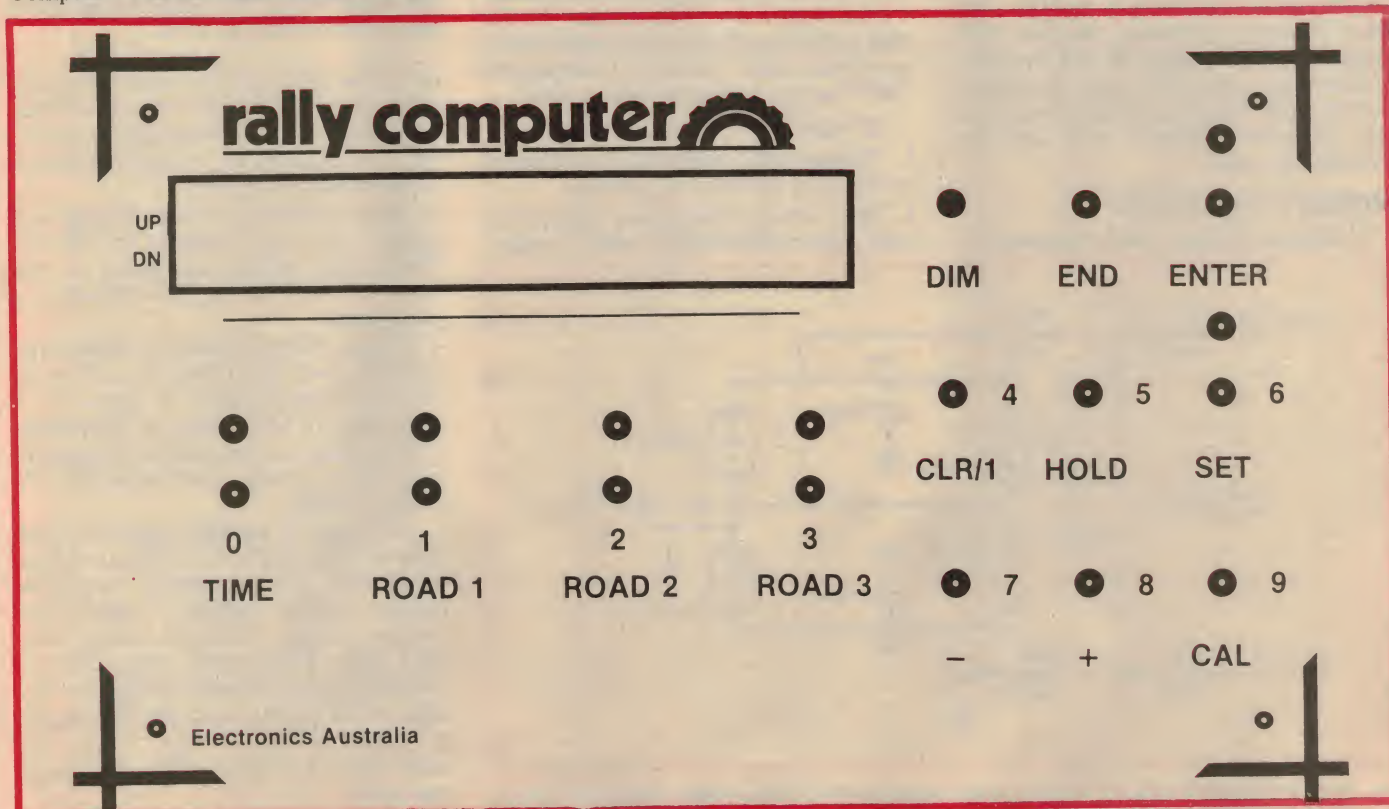 rally computer
UP
DN
DIM END ENTER
4 5 6
CLR/1 HOLD SET
0 1 2 3
TIME ROAD 1 ROAD 2 ROAD 3
7 8 9
− + CAL
Electronics Australia